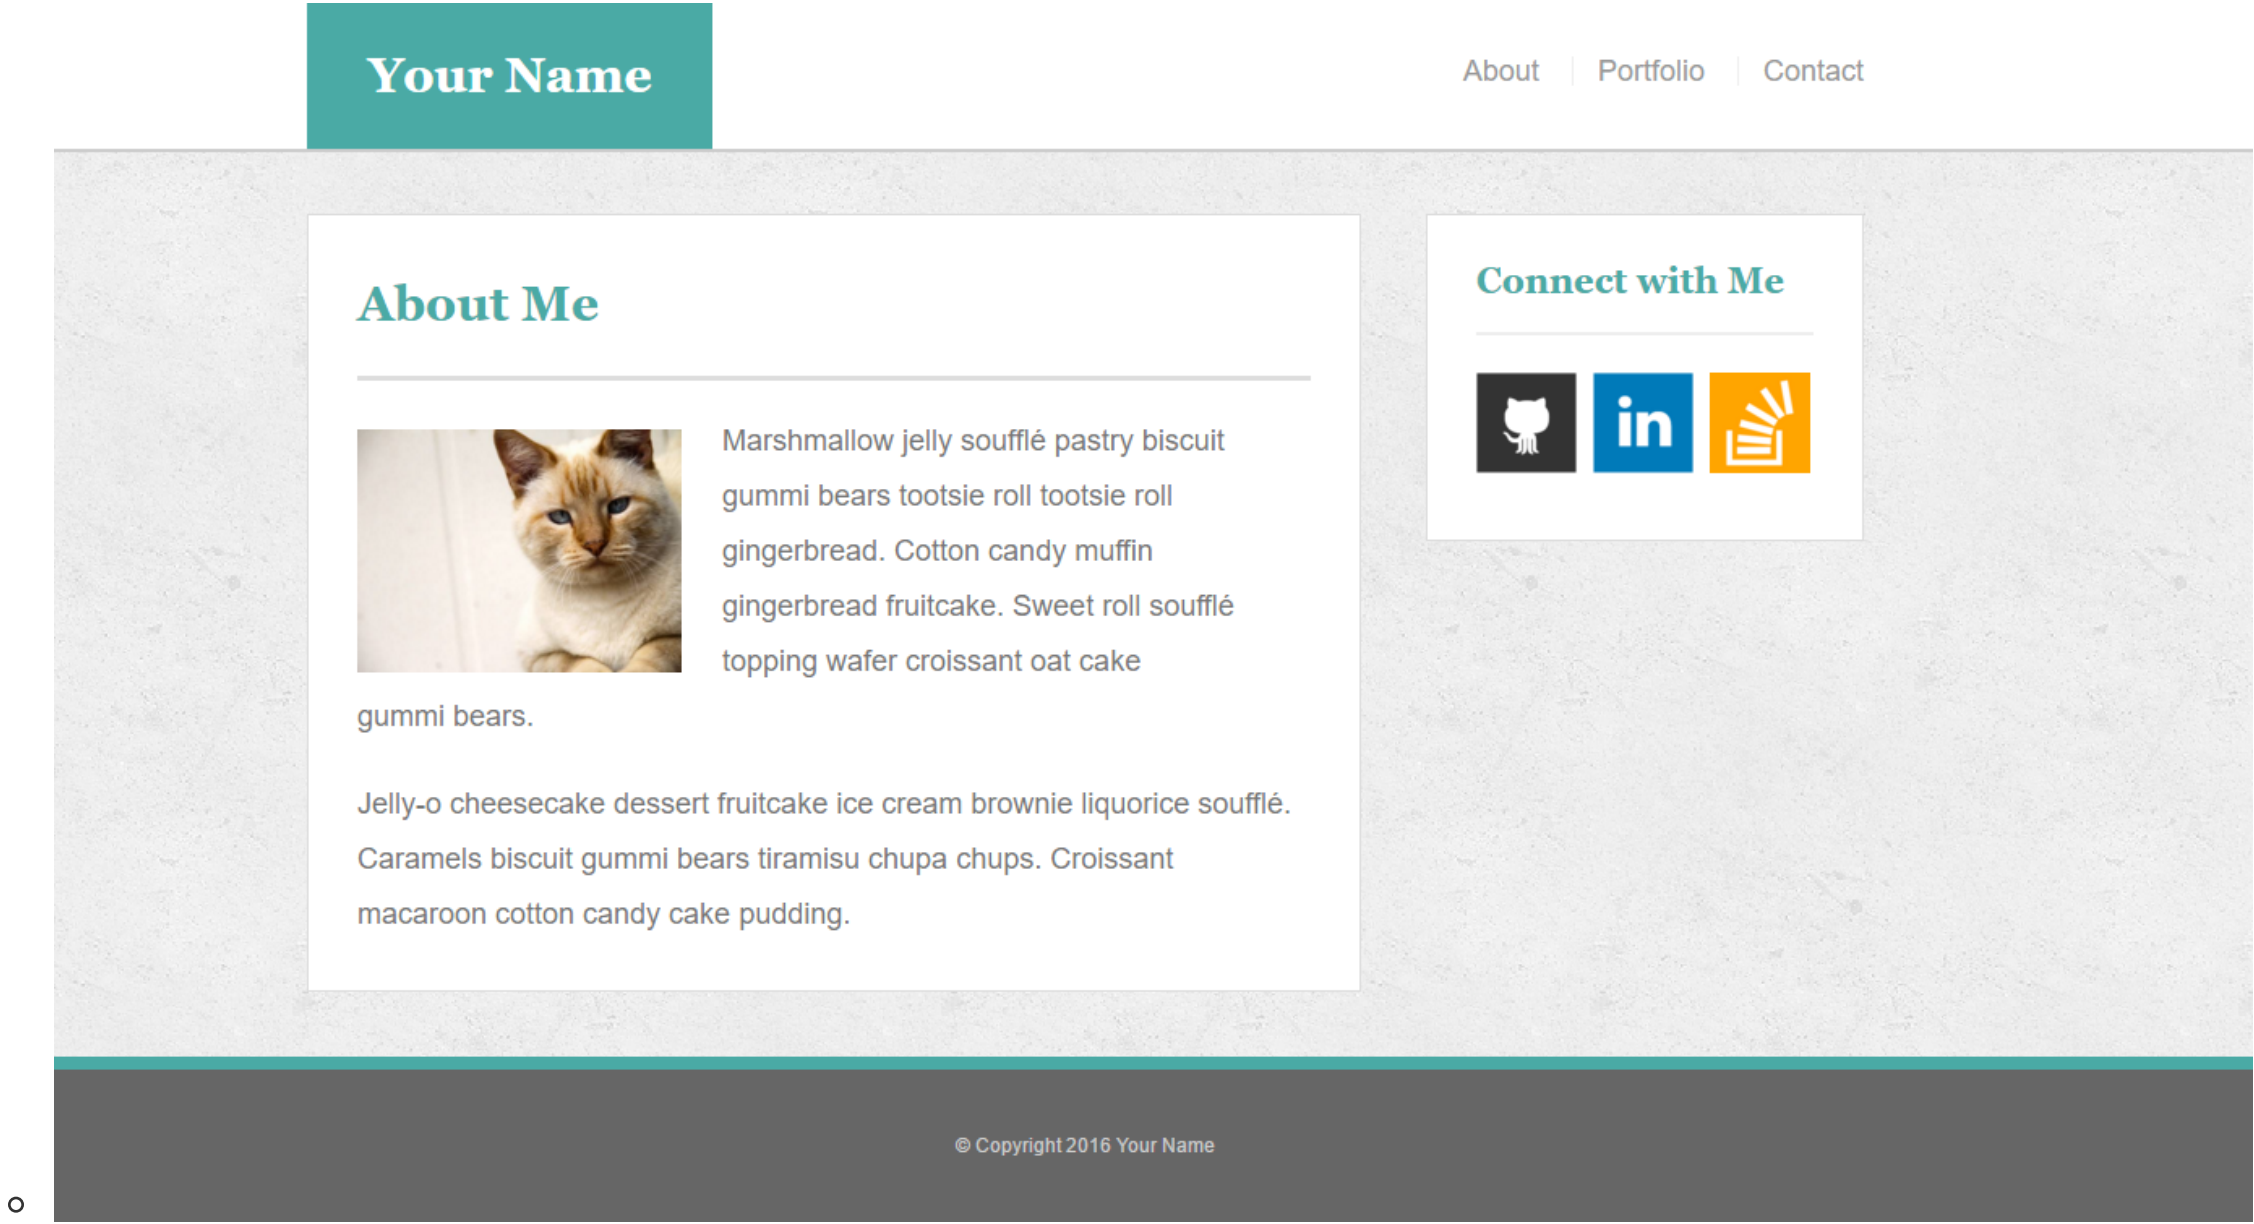 Your Name
About
Portfolio
Contact
About Me
Marshmallow jelly soufflé pastry biscuit
gummi bears tootsie roll tootsie roll
gingerbread. Cotton candy muffin
gingerbread fruitcake. Sweet roll soufflé
topping wafer croissant oat cake
gummi bears.
Jelly-o cheesecake dessert fruitcake ice cream brownie liquorice soufflé.
Caramels biscuit gummi bears tiramisu chupa chups. Croissant
macaroon cotton candy cake pudding.
Connect with Me
in
© Copyright 2016 Your Name